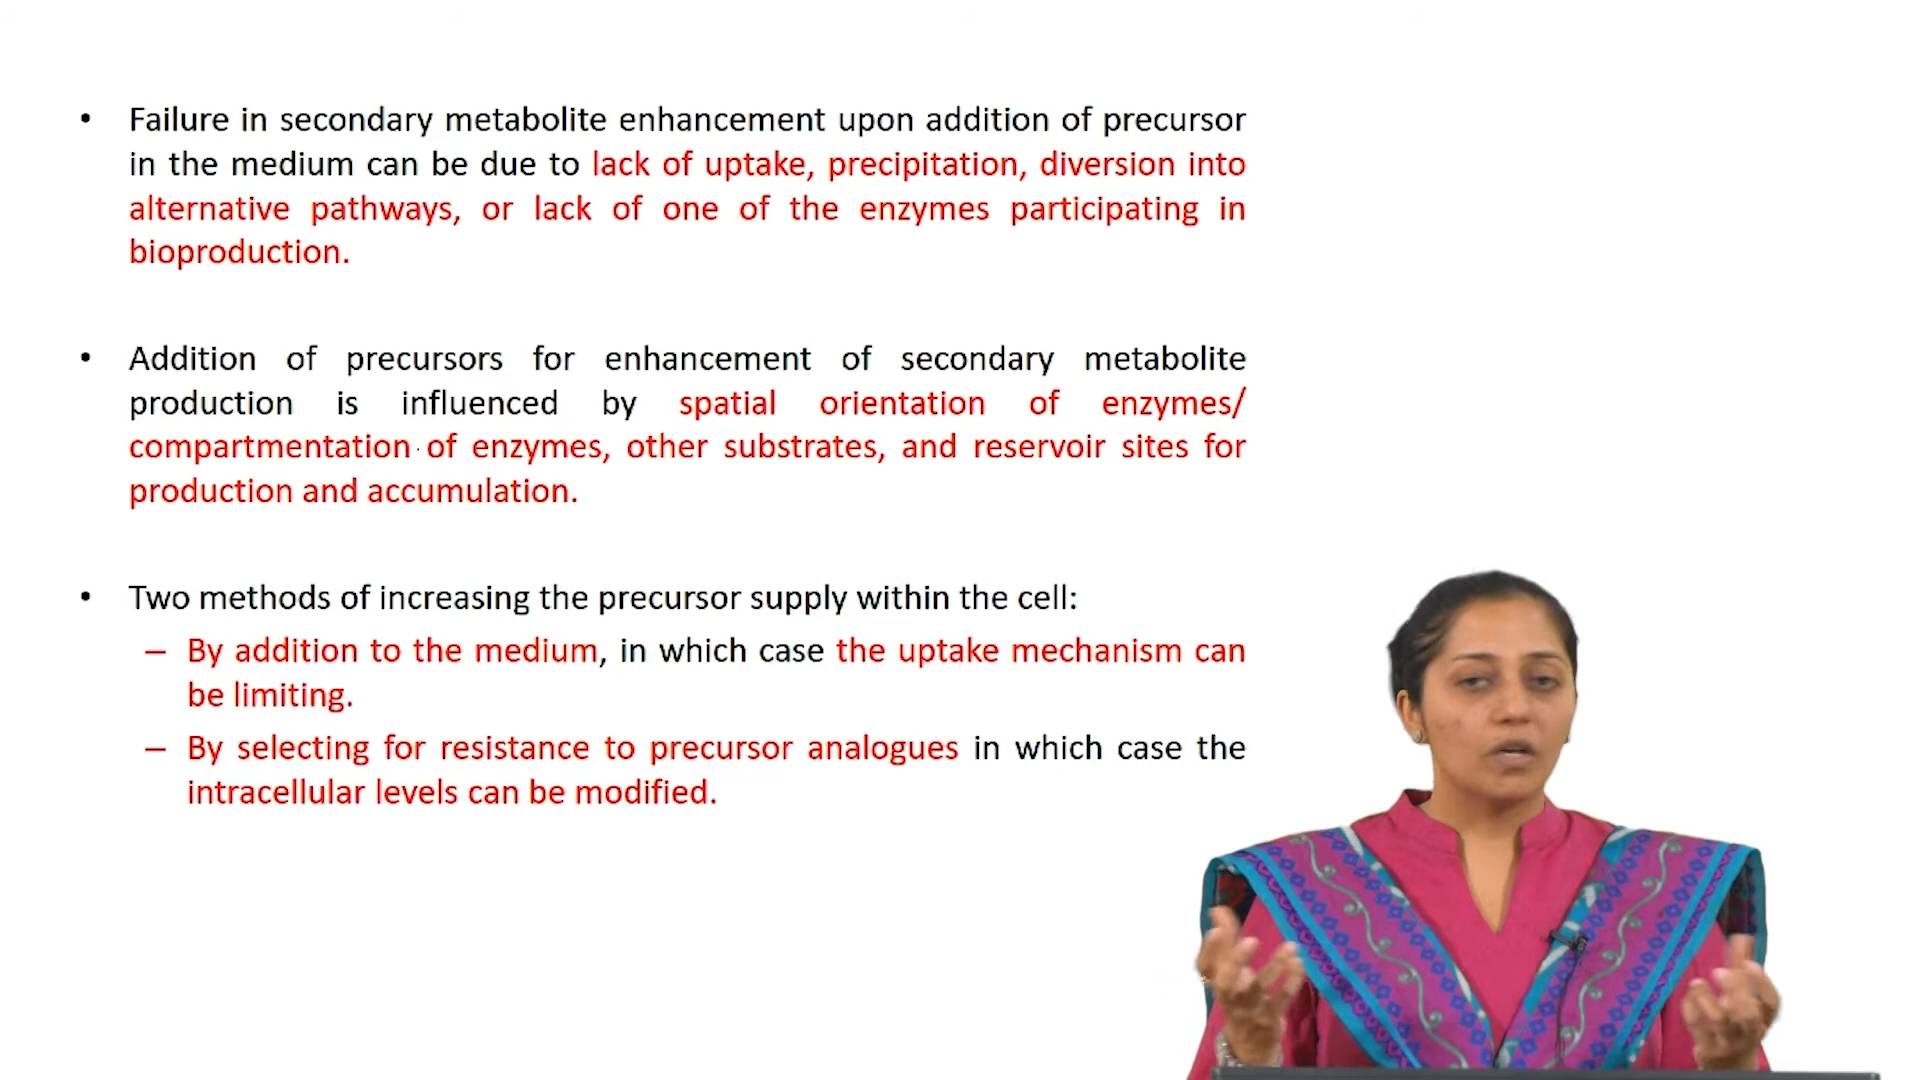 • Failure in secondary metabolite enhancement upon addition of precursor
in the medium can be due to lack of uptake, precipitation, diversion into
alternative pathways, or lack of one of the enzymes participating in
bioproduction.
• Addition of precursors for enhancement of secondary metabolite
production is influenced by spatial orientation of enzymes/
compartmentation of enzymes, other substrates, and reservoir sites for
production and accumulation.
• Two methods of increasing the precursor supply within the cell:
– By addition to the medium, in which case the uptake mechanism can
be limiting.
– By selecting for resistance to precursor analogues in which case the
intracellular levels can be modified.